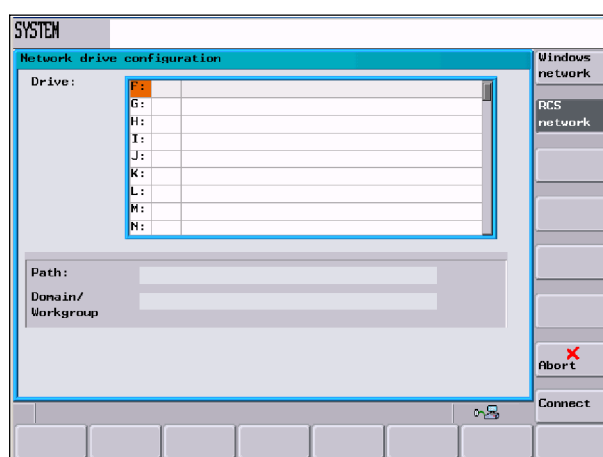 SYSTEM
Network drive configuration
Drive:
F:
G:
H:
I:
J:
K:
L:
M:
N:
Path:
Domain/
Workgroup
Windows
network
RCS
network
Abort
Connect